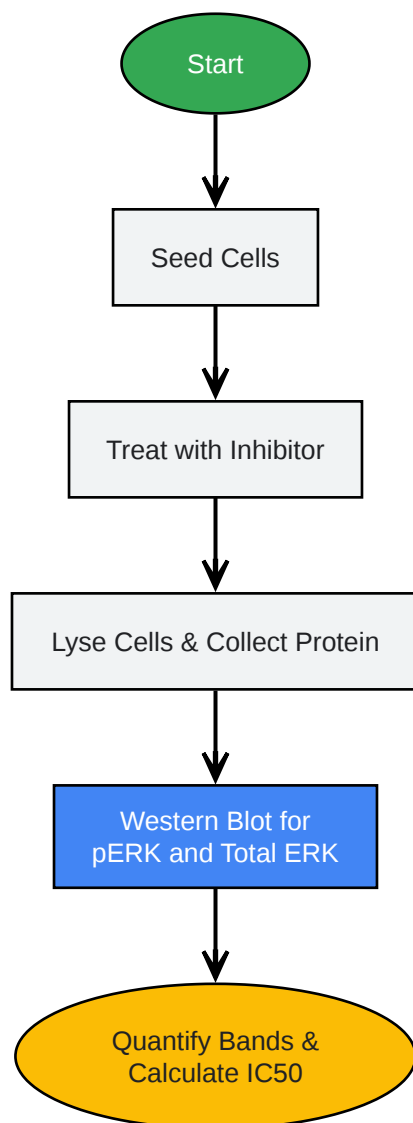 Start
Seed Cells
Treat with Inhibitor
Lyse Cells & Collect Protein
Western Blot for
pERK and Total ERK
Quantify Bands &
Calculate IC50